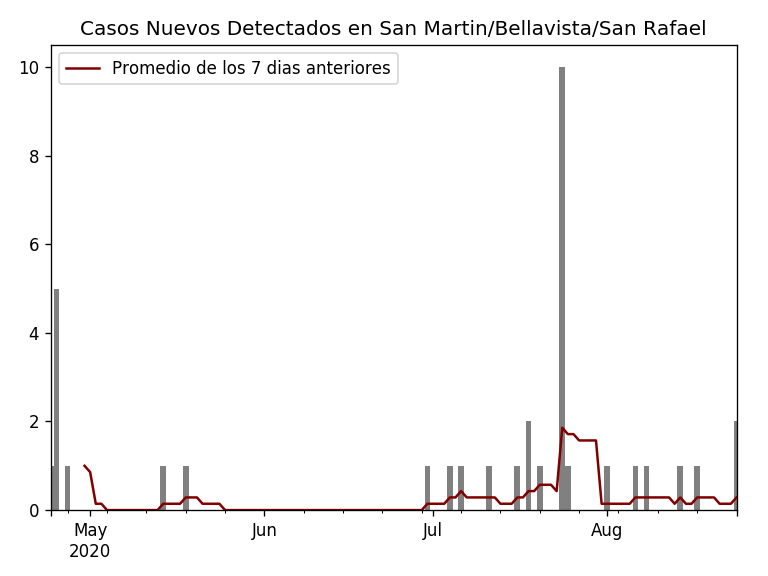 Casos Nuevos Detectados en San Martin/Bellavista/San Rafael
Promedio de los 7 dias anteriores
10
8
6
4
2
0
May Jun Jul Aug
2020